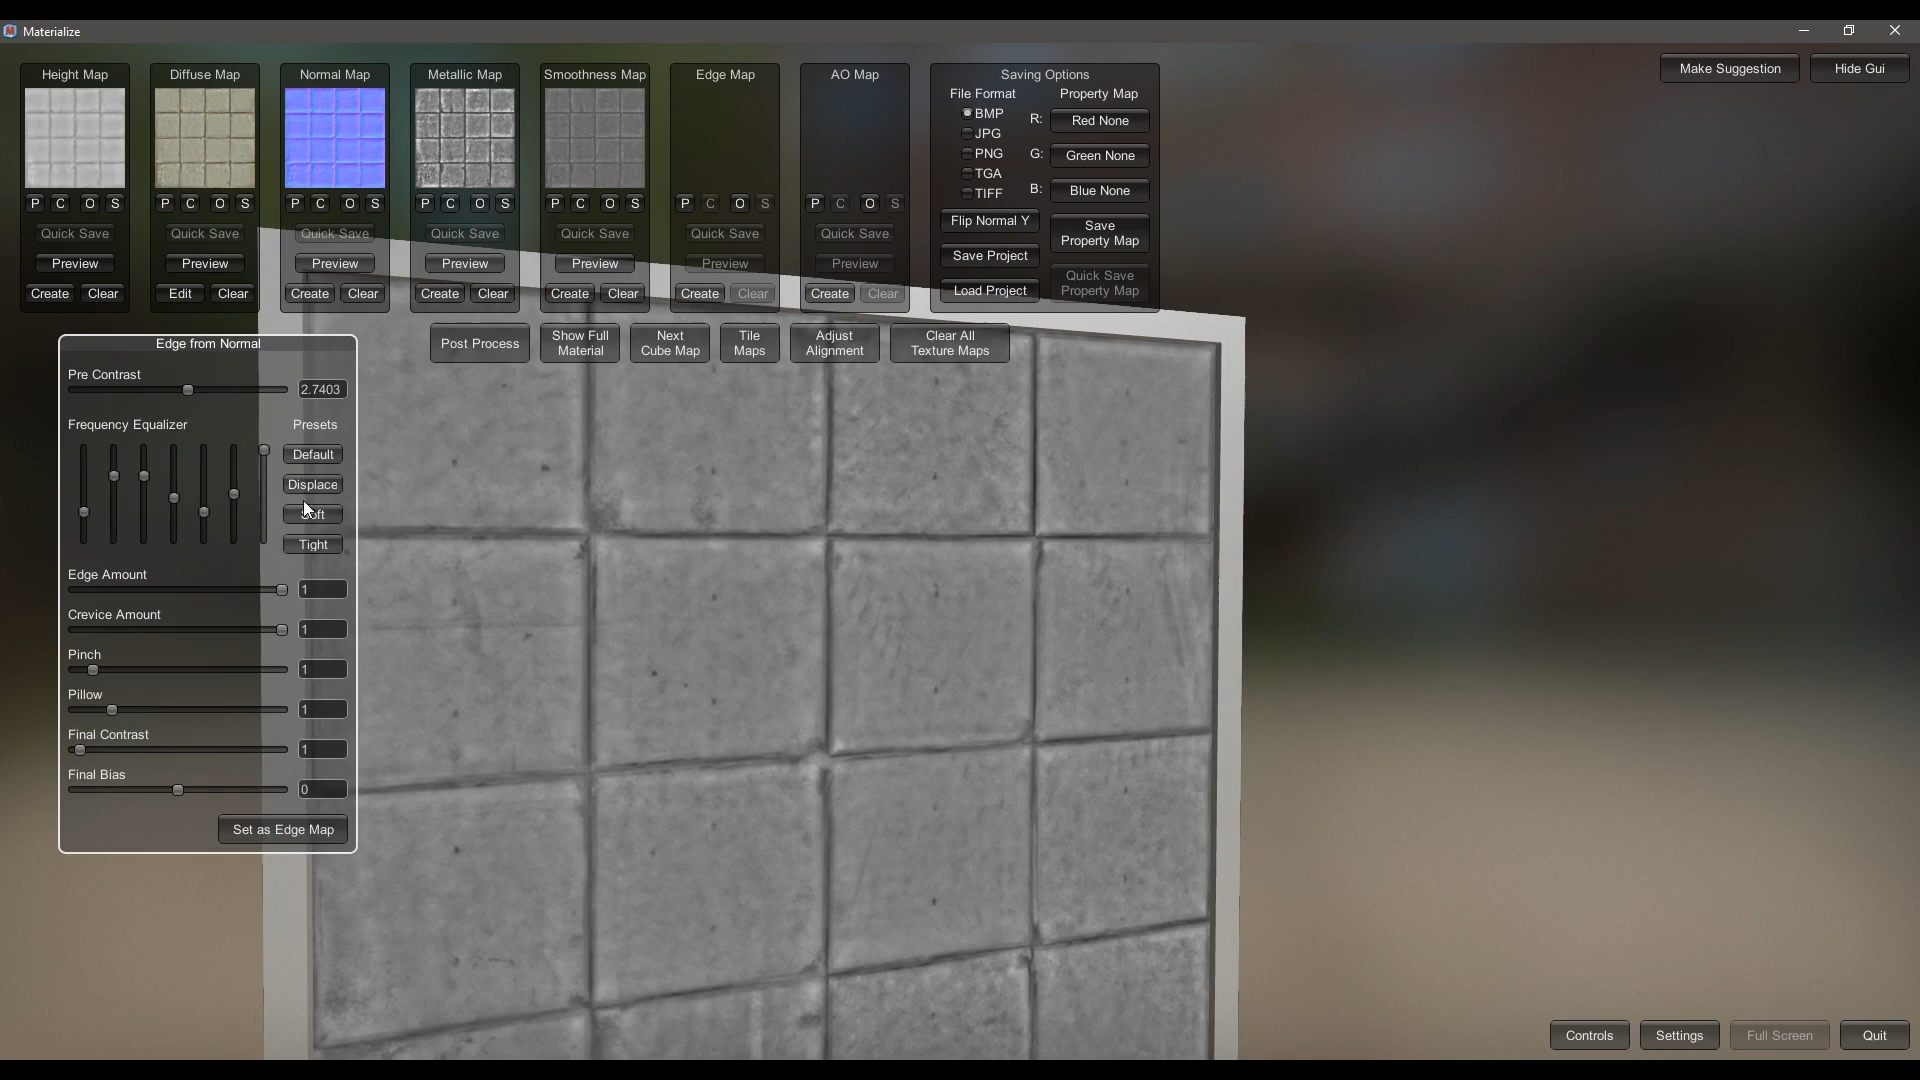 Materialize
Make Suggestion
Hide Gui
Height Map
Diffuse Map
Normal Map
Metallic Map
Smoothness Map
Edge Map
AO Map
Saving Options
File Format
Property Map
BMP
JPG
PNG
TGA
TIFF
R:
Red None
G:
Green None
B:
Blue None
Flip Normal Y
Save
Property Map
Save Project
Quick Save
Property Map
Load Project
P C O S
P C O S
P C O S
P C O S
P C O S
P C O S
P C O S
Quick Save
Quick Save
Quick Save
Quick Save
Quick Save
Quick Save
Quick Save
Preview
Preview
Preview
Preview
Preview
Preview
Preview
Create Clear
Edit Clear
Create Clear
Create Clear
Create Clear
Create Clear
Create Clear
Post Process
Show Full
Material
Next
Cube Map
Tile
Maps
Adjust
Alignment
Clear All
Texture Maps
Edge from Normal
Pre Contrast
2.7403
Frequency Equalizer
Presets
Default
Displace
Tight
Edge Amount
1
Crevice Amount
1
Pinch
1
Pillow
1
Final Contrast
1
Final Bias
0
Set as Edge Map
Controls
Settings
Full Screen
Quit